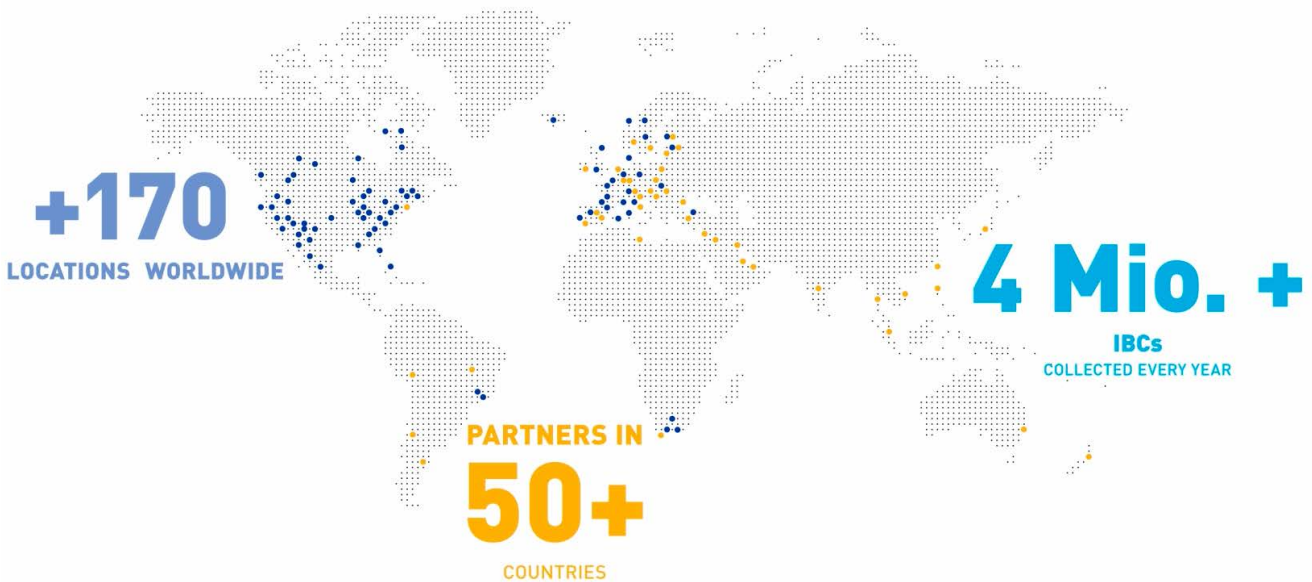 +170
LOCATIONS WORLDWIDE
4 Mio. +
IBCs
COLLECTED EVERY YEAR
PARTNERS IN
50+
COUNTRIES